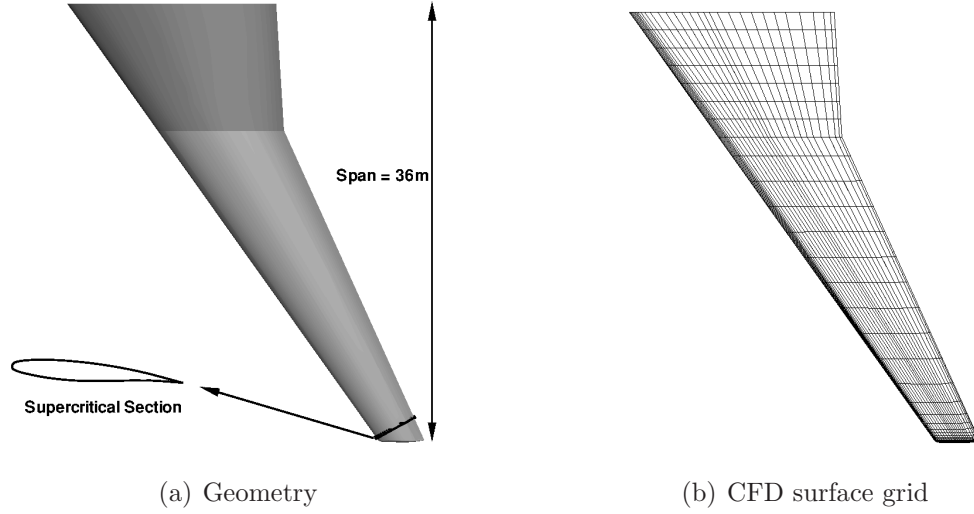 Span = 36m
Supercritical Section
(a) Geometry
(b) CFD surface grid